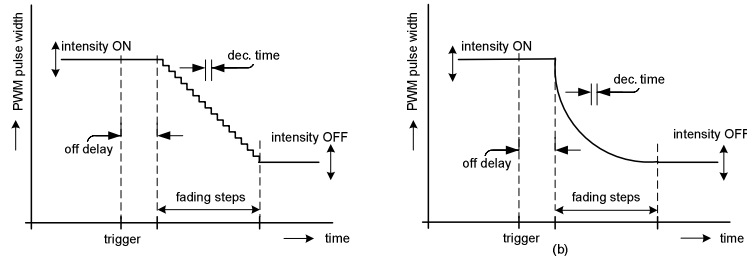 PWM pulse width
intensity ON
dec. time
off delay
intensity OFF
fading steps
trigger
time
PWM pulse width
intensity ON
dec. time
off delay
intensity OFF
fading steps
trigger
time
(b)